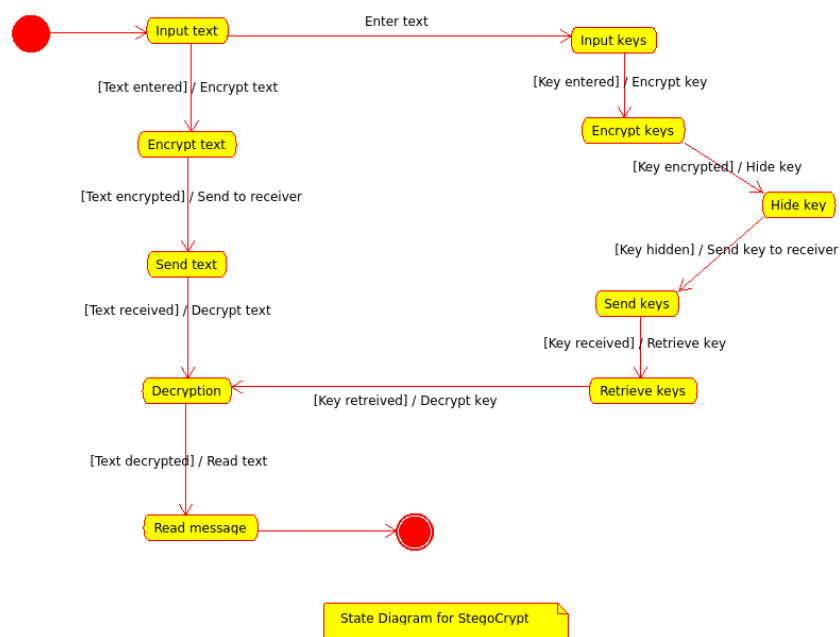 Enter text
Input text
Input keys
[Text entered] / Encrypt text
[Key entered] / Encrypt key
Encrypt text
Encrypt keys
[Key encrypted] / Hide key
[Text encrypted] / Send to receiver
Hide key
[Key hidden] / Send key to receiver
Send text
Send keys
[Text received] / Decrypt text
[Key received] / Retrieve key
Decryption
Retrieve keys
[Key retreived] / Decrypt key
[Text decrypted] / Read text
Read message
State Diagram for StegoCrypt